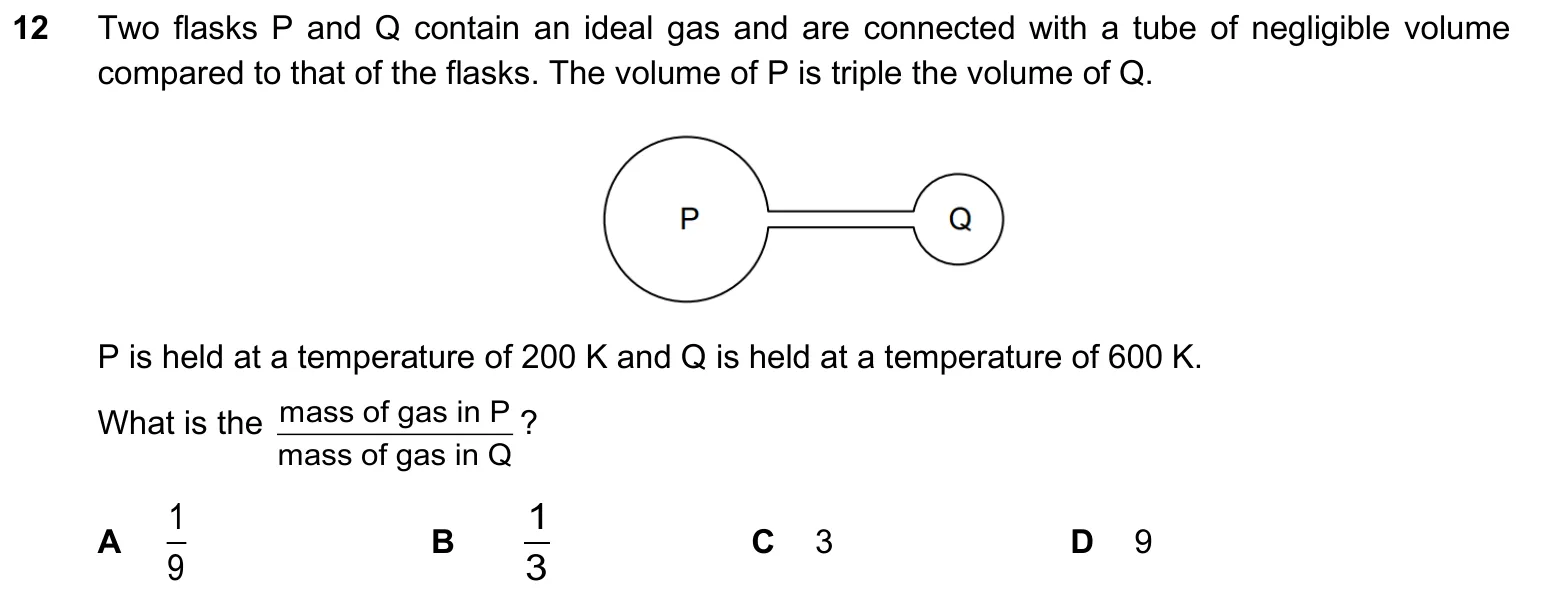 12 Two flasks P and Q contain an ideal gas and are connected with a tube of negligible volume
compared to that of the flasks. The volume of P is triple the volume of Q.
P
Q
P is held at a temperature of 200 K and Q is held at a temperature of 600 K.
What is the mass of gas in P / mass of gas in Q ?
A 1/9 B 1/3 C 3 D 9